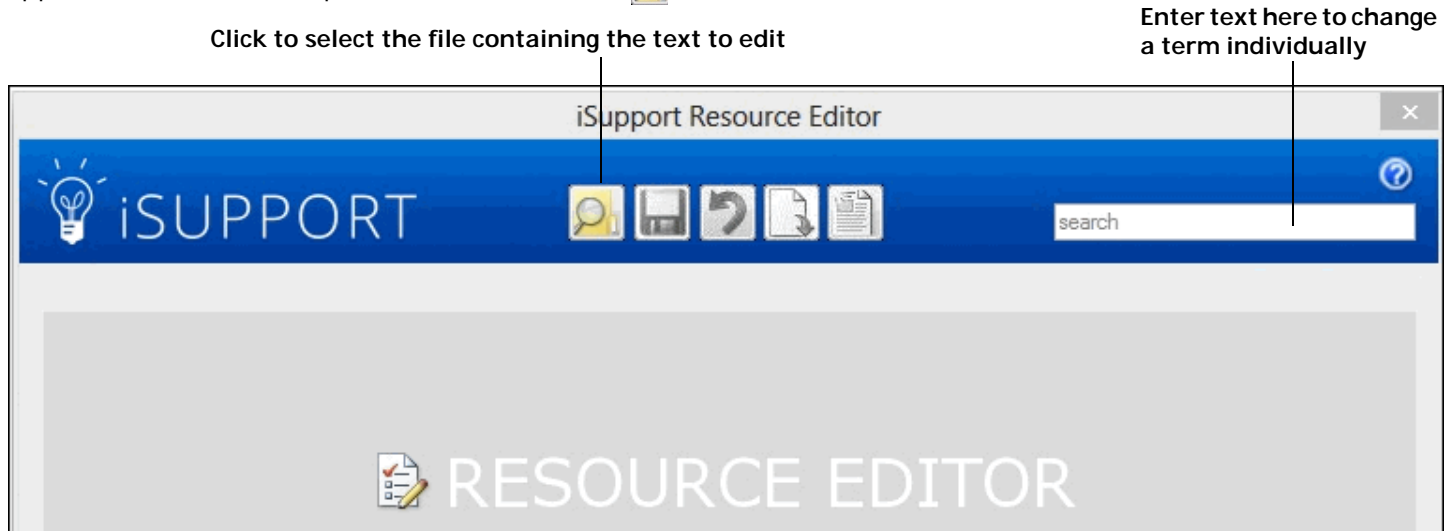 Click to select the file containing the text to edit
Enter text here to change
a term individually
iSupport Resource Editor
iSUPPORT
search
RESOURCE EDITOR